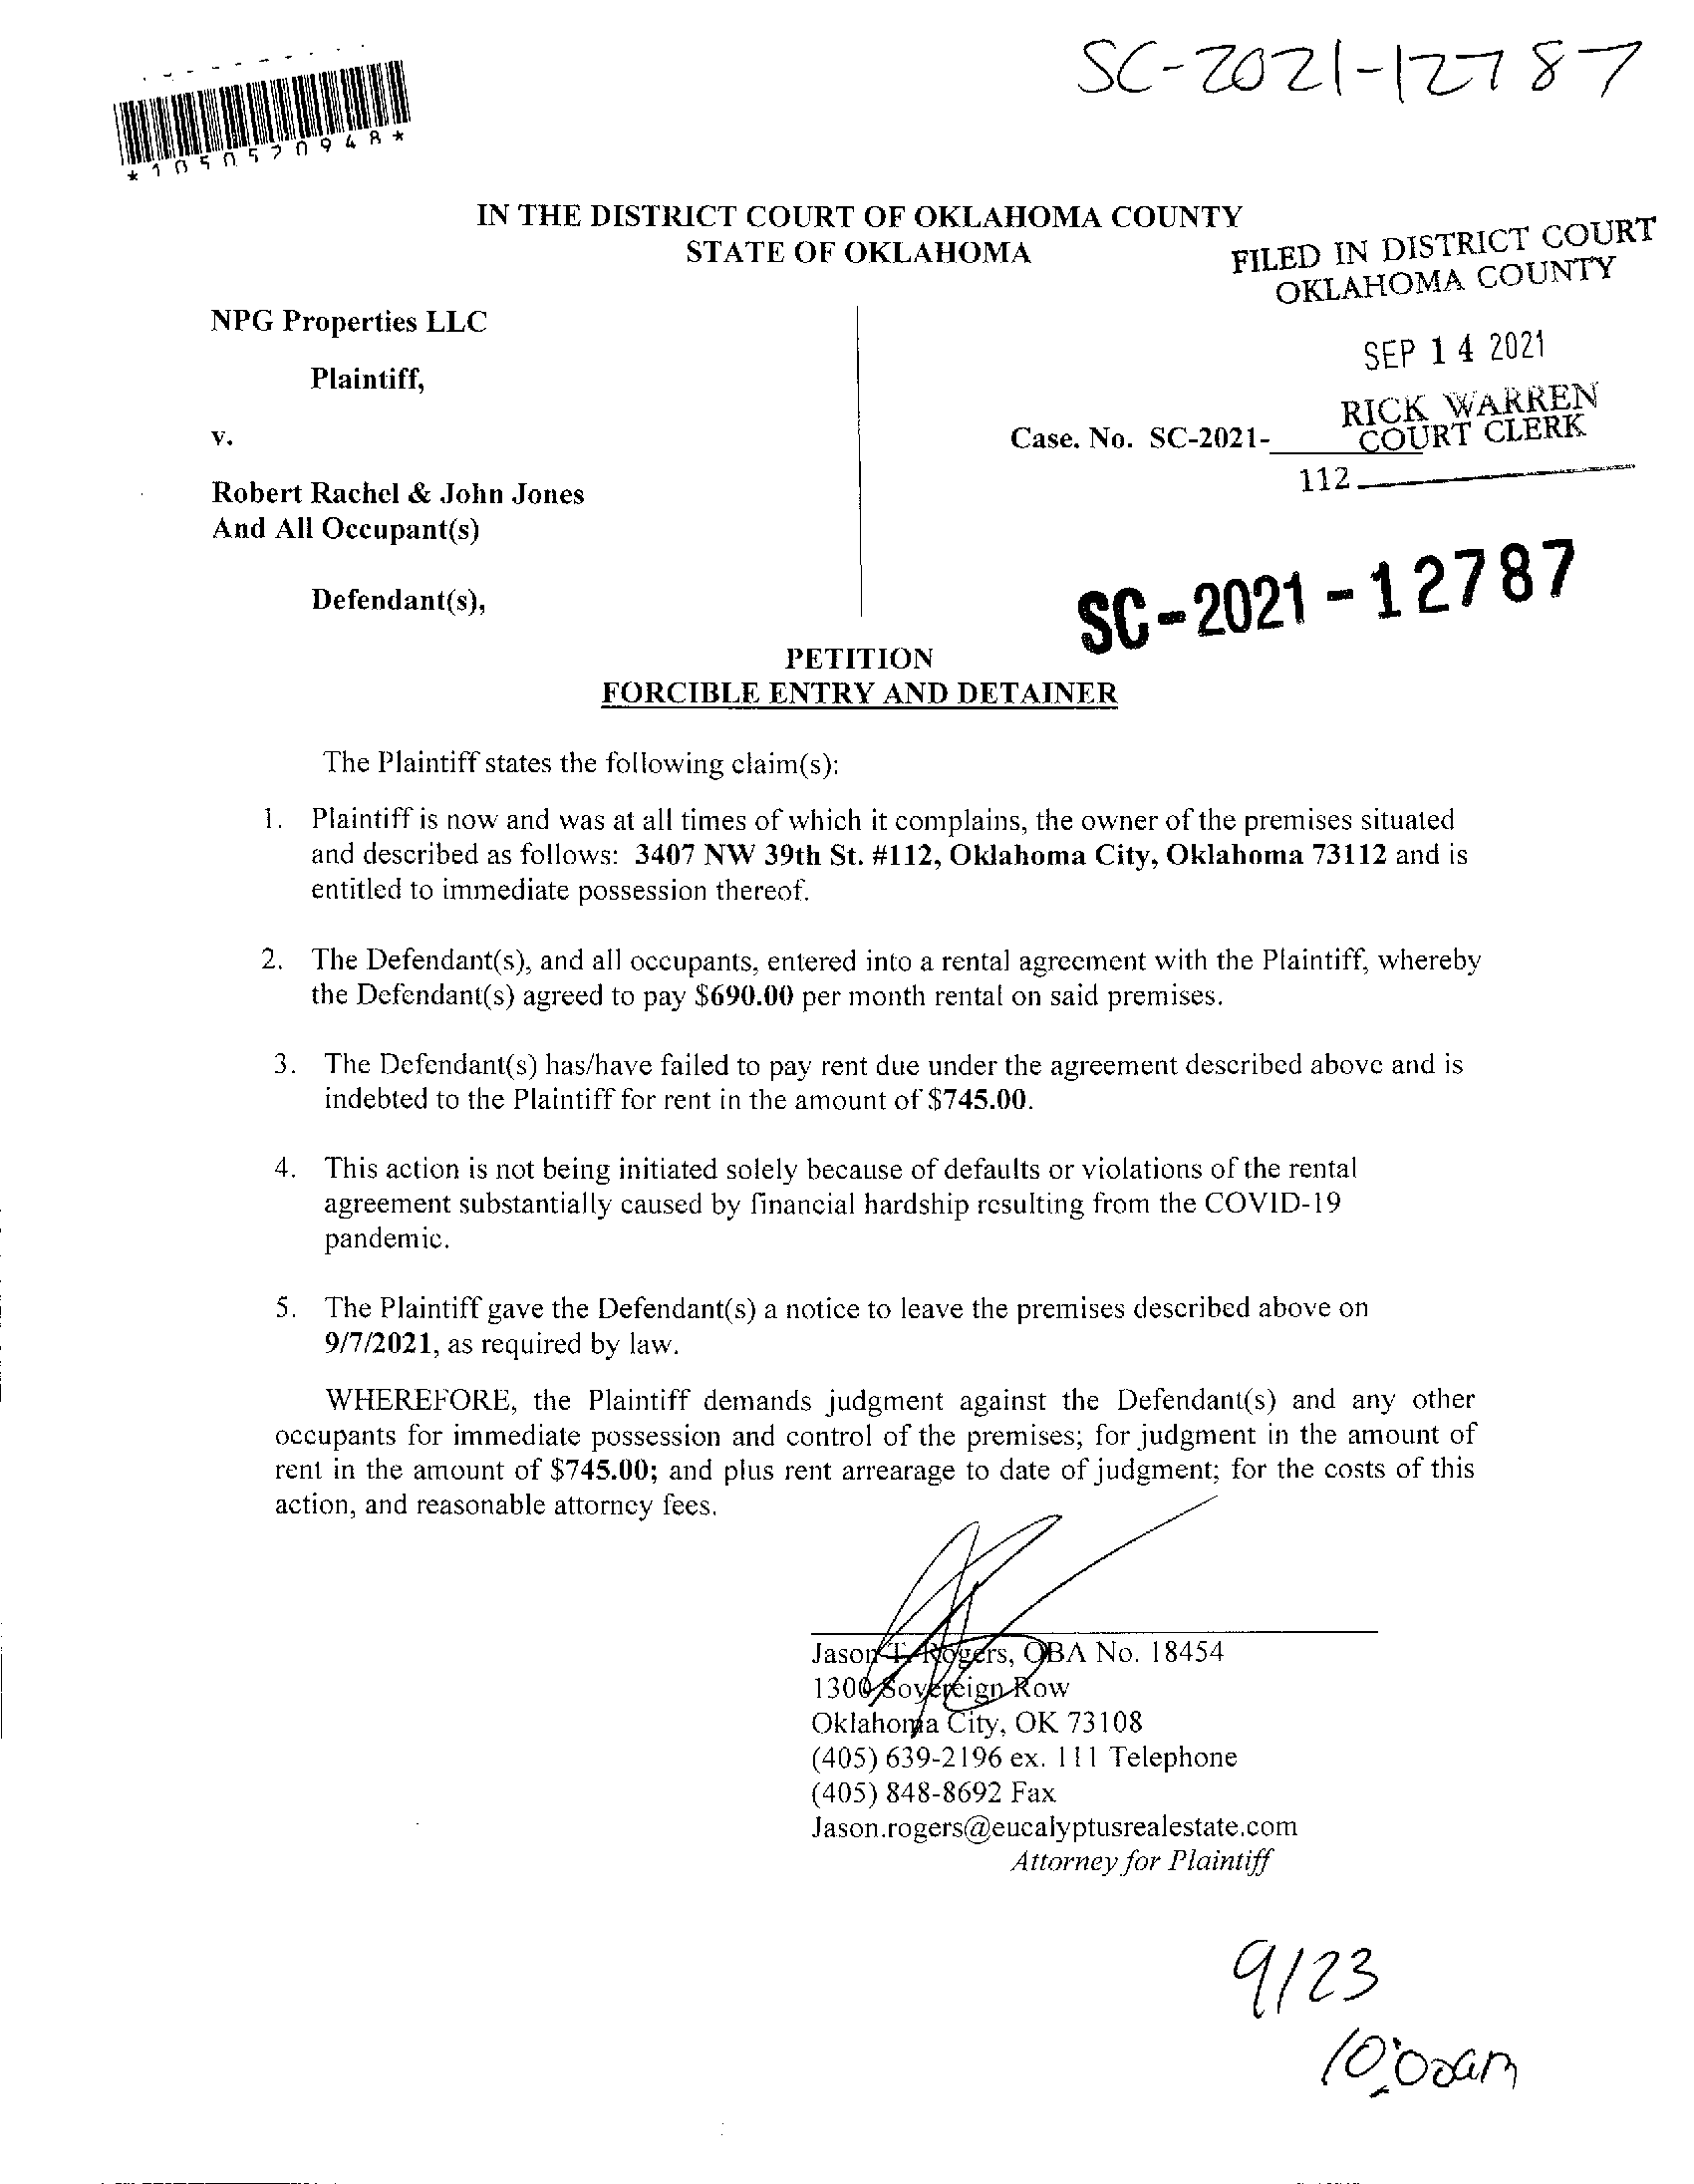 SC-2021-12787
*1050570948*
IN THE DISTRICT COURT OF OKLAHOMA COUNTY
STATE OF OKLAHOMA
FILED IN DISTRICT COURT
OKLAHOMA COUNTY
NPG Properties LLC
SEP 14 2021
Plaintiff,
RICK WARREN
COURT CLERK
v.
Case. No. SC-2021-
112
Robert Rachel & John Jones
And All Occupant(s)
Defendant(s),
SC-2021-12787
PETITION
FORCIBLE ENTRY AND DETAINER
The Plaintiff states the following claim(s):
1. Plaintiff is now and was at all times of which it complains, the owner of the premises situated
and described as follows: 3407 NW 39th St. #112, Oklahoma City, Oklahoma 73112 and is
entitled to immediate possession thereof.
2. The Defendant(s), and all occupants, entered into a rental agreement with the Plaintiff, whereby
the Defendant(s) agreed to pay $690.00 per month rental on said premises.
3. The Defendant(s) has/have failed to pay rent due under the agreement described above and is
indebted to the Plaintiff for rent in the amount of $745.00.
4. This action is not being initiated solely because of defaults or violations of the rental
agreement substantially caused by financial hardship resulting from the COVID-19
pandemic.
5. The Plaintiff gave the Defendant(s) a notice to leave the premises described above on
9/7/2021, as required by law.
WHEREFORE, the Plaintiff demands judgment against the Defendant(s) and any other
occupants for immediate possession and control of the premises; for judgment in the amount of
rent in the amount of $745.00; and plus rent arrearage to date of judgment; for the costs of this
action, and reasonable attorney fees.
Jason T. Rogers, OBA No. 18454
1300 Sovereign Row
Oklahoma City, OK 73108
(405) 639-2196 ex. 111 Telephone
(405) 848-8692 Fax
Jason.rogers@eucalyptusrealestate.com
Attorney for Plaintiff
9/23
10:00am